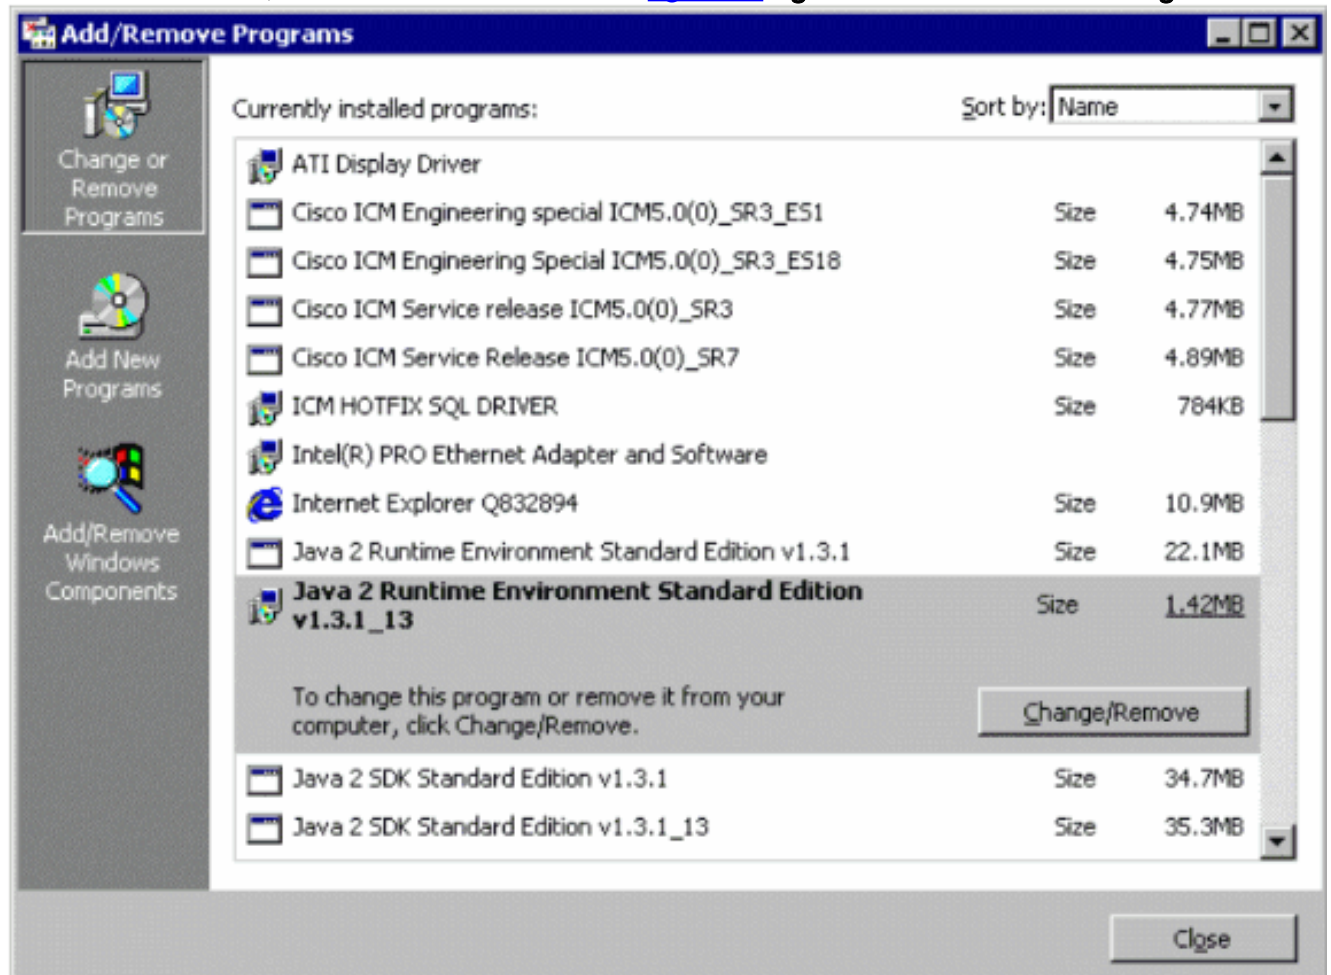 Add/Remove Programs
Change or
Remove
Programs
Add New
Programs
Add/Remove
Windows
Components
Currently installed programs:
Sort by: Name
ATI Display Driver
Cisco ICM Engineering special ICM5.0(0)_SR3_ES1 Size 4.74MB
Cisco ICM Engineering Special ICM5.0(0)_SR3_ES18 Size 4.75MB
Cisco ICM Service release ICM5.0(0)_SR3 Size 4.77MB
Cisco ICM Service Release ICM5.0(0)_SR7 Size 4.89MB
ICM HOTFIX SQL DRIVER Size 784KB
Intel(R) PRO Ethernet Adapter and Software
Internet Explorer Q832894 Size 10.9MB
Java 2 Runtime Environment Standard Edition v1.3.1 Size 22.1MB
Java 2 Runtime Environment Standard Edition
v1.3.1_13 Size 1.42MB
To change this program or remove it from your
computer, click Change/Remove.
Change/Remove
Java 2 SDK Standard Edition v1.3.1 Size 34.7MB
Java 2 SDK Standard Edition v1.3.1_13 Size 35.3MB
Close